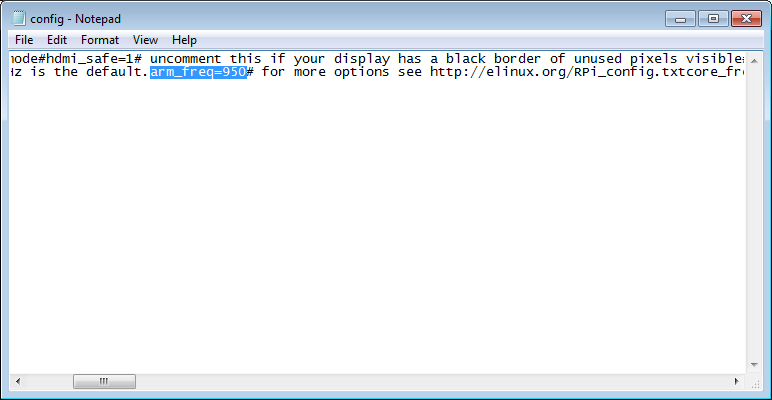 config - Notepad
File Edit Format View Help
node#hdmi_safe=1# uncomment this if your display has a black border of unused pixels visible#
Hz is the default.arm_freq=950# for more options see http://elinux.org/RPi_config.txtcore_fr